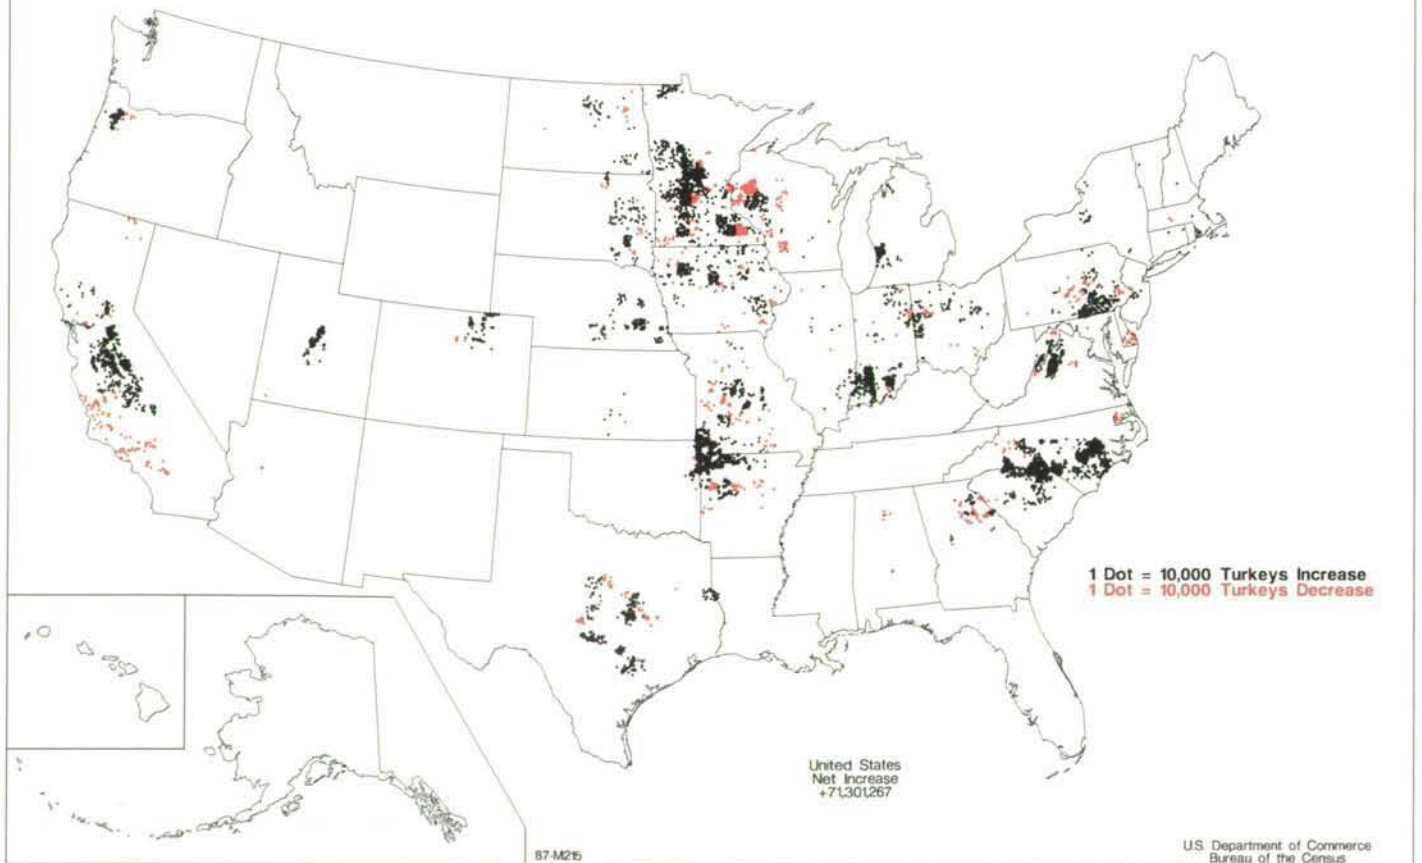 1 Dot = 10,000 Turkeys Increase
1 Dot = 10,000 Turkeys Decrease
United States
Net Increase
+71,301,267
87-M215
U.S. Department of Commerce
Bureau of the Census